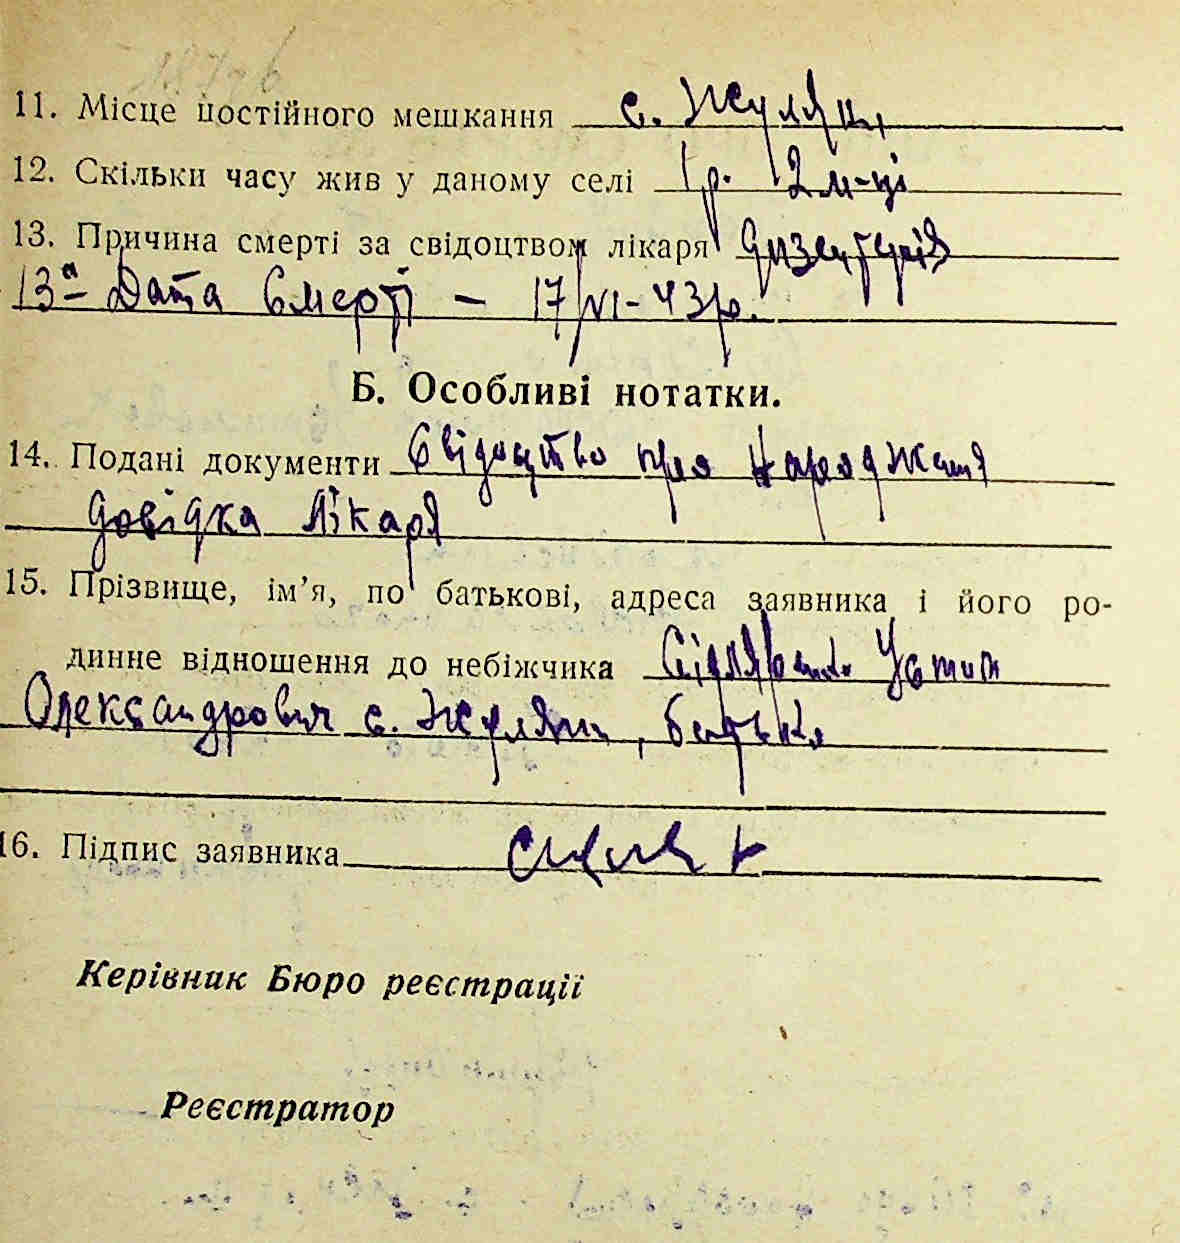 11. Місце постійного мешкання с. Жуляни
12. Скільки часу жив у даному селі 1 р. 2 м-ці
13. Причина смерті за свідоцтвом лікаря дизентерія
13а Дата Смерті – 17/VI-43р.
Б. Особливі нотатки.
14. Подані документи Свідоцтво про народження
довідка лікаря
15. Прізвище, ім’я, по батькові, адреса заявника і його ро-
динне відношення до небіжчика Устим
Олександрович с. Жуляни, батько
16. Підпис заявника
Керівник Бюро реєстрації
Реєстратор